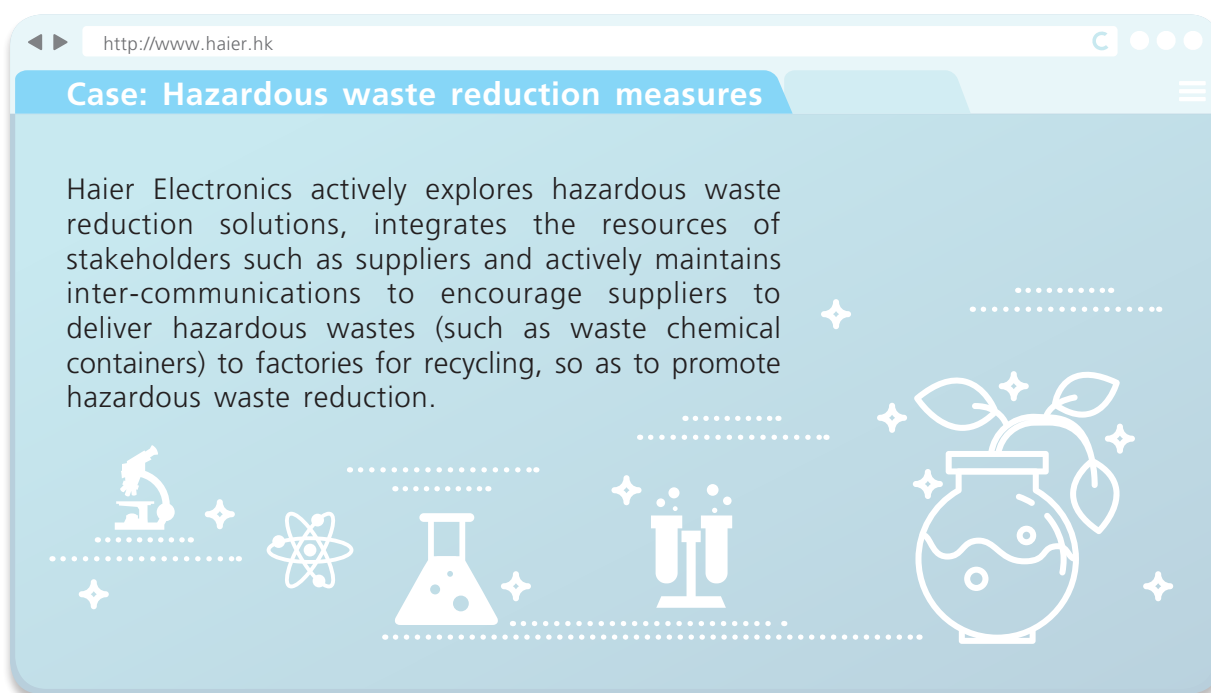 http://www.haier.hk
Case: Hazardous waste reduction measures
Haier Electronics actively explores hazardous waste
reduction solutions, integrates the resources of
stakeholders such as suppliers and actively maintains
inter-communications to encourage suppliers to
deliver hazardous wastes (such as waste chemical
containers) to factories for recycling, so as to promote
hazardous waste reduction.